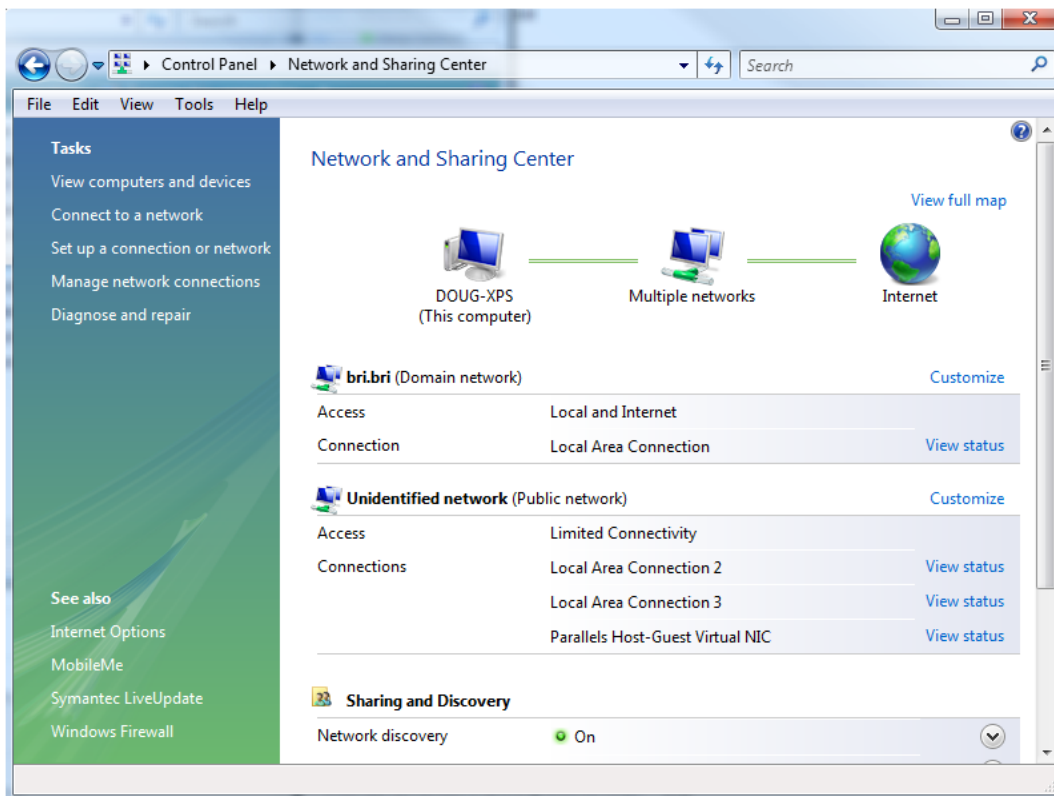 Control Panel Network and Sharing Center
Search
File Edit View Tools Help
Tasks
View computers and devices
Connect to a network
Set up a connection or network
Manage network connections
Diagnose and repair
See also
Internet Options
MobileMe
Symantec LiveUpdate
Windows Firewall
Network and Sharing Center
View full map
DOUG-XPS
(This computer)
Multiple networks
Internet
bri.bri (Domain network) Customize
Access Local and Internet
Connection Local Area Connection View status
Unidentified network (Public network) Customize
Access Limited Connectivity
Connections Local Area Connection 2 View status
Local Area Connection 3 View status
Parallels Host-Guest Virtual NIC View status
Sharing and Discovery
Network discovery On